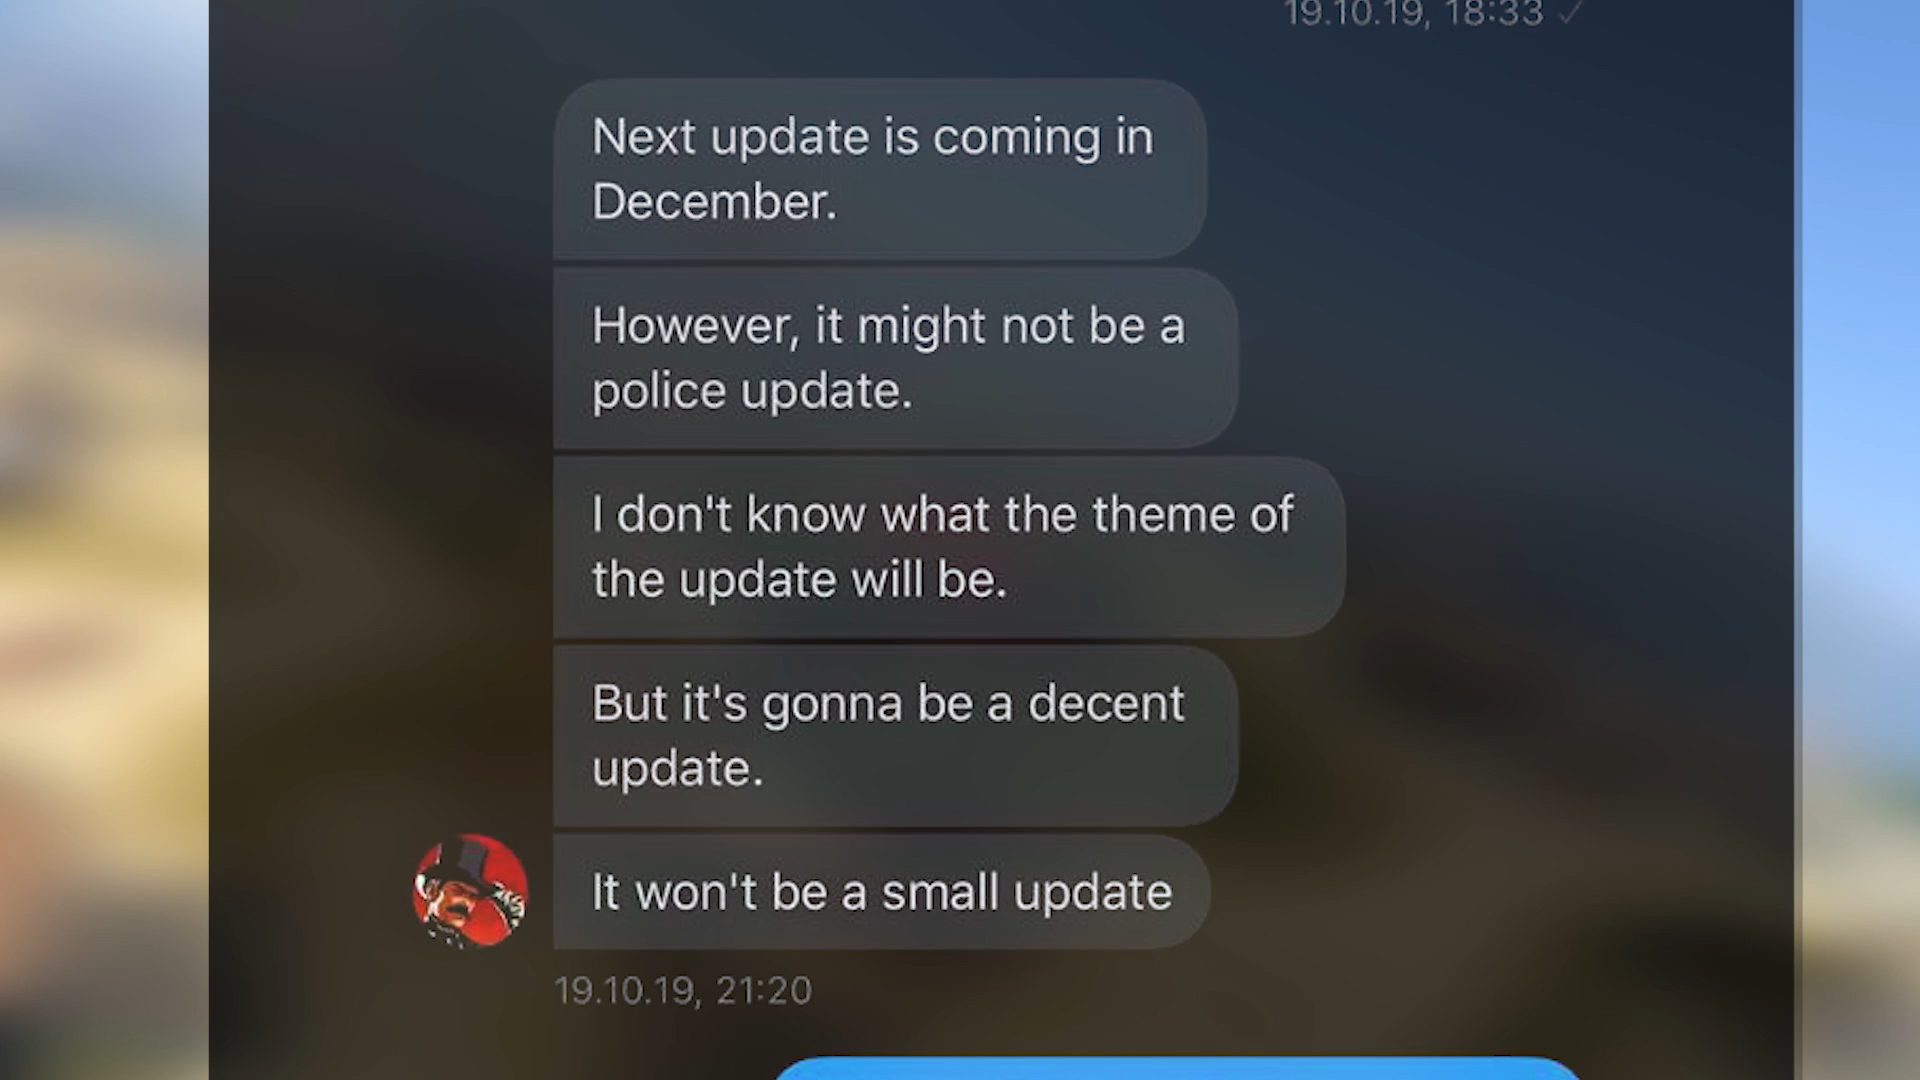 19.10.19, 18:33 ✓
Next update is coming in
December.
However, it might not be a
police update.
I don't know what the theme of
the update will be.
But it's gonna be a decent
update.
It won't be a small update
19.10.19, 21:20